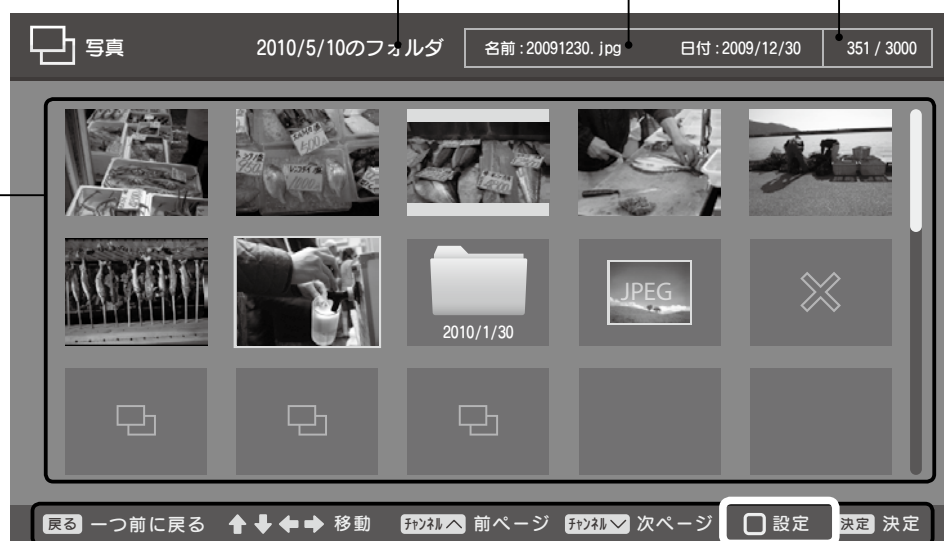 写真 2010/5/10のフォルダ 名前:20091230.jpg 日付:2009/12/30 351 / 3000
JPEG
2010/1/30
戻る 一つ前に戻る 移動 ﾁｬﾝﾈﾙ 前ページ ﾁｬﾝﾈﾙ 次ページ 設定 決定 決定